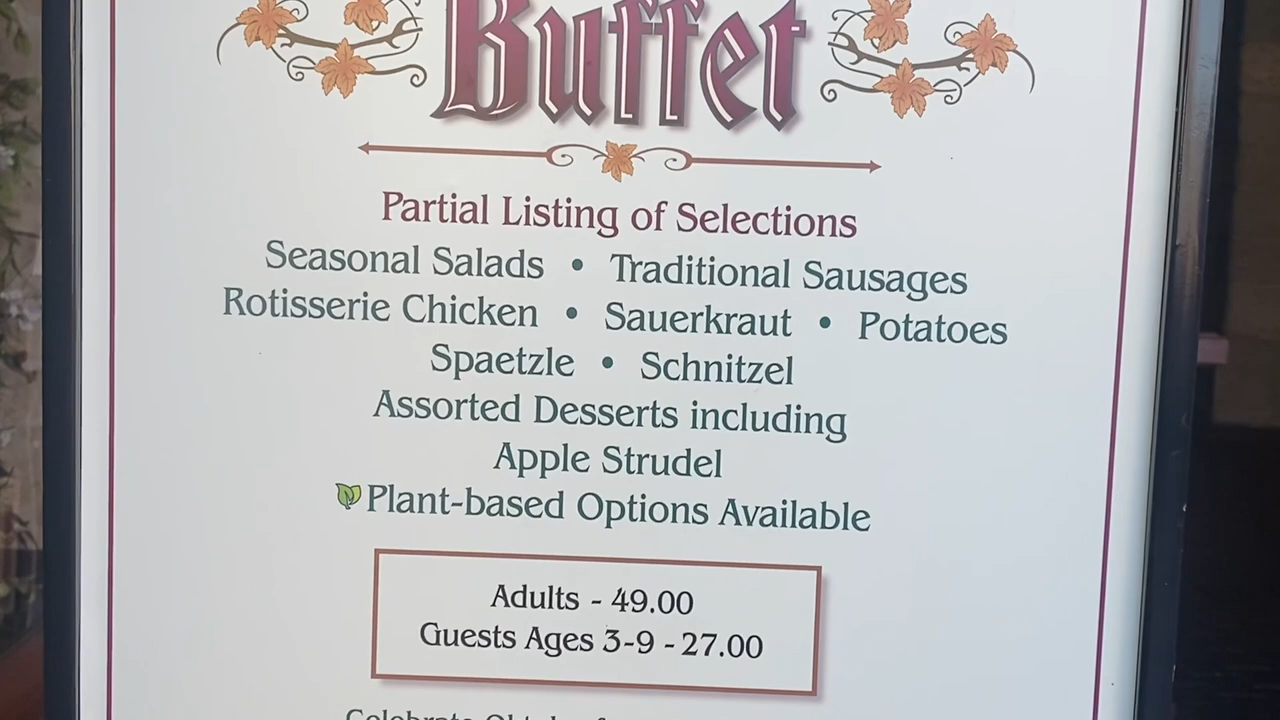 Buffet
Partial Listing of Selections
Seasonal Salads • Traditional Sausages
Rotisserie Chicken • Sauerkraut • Potatoes
Spaetzle • Schnitzel
Assorted Desserts including
Apple Strudel
Plant-based Options Available
Adults - 49.00
Guests Ages 3-9 - 27.00
Celebrate